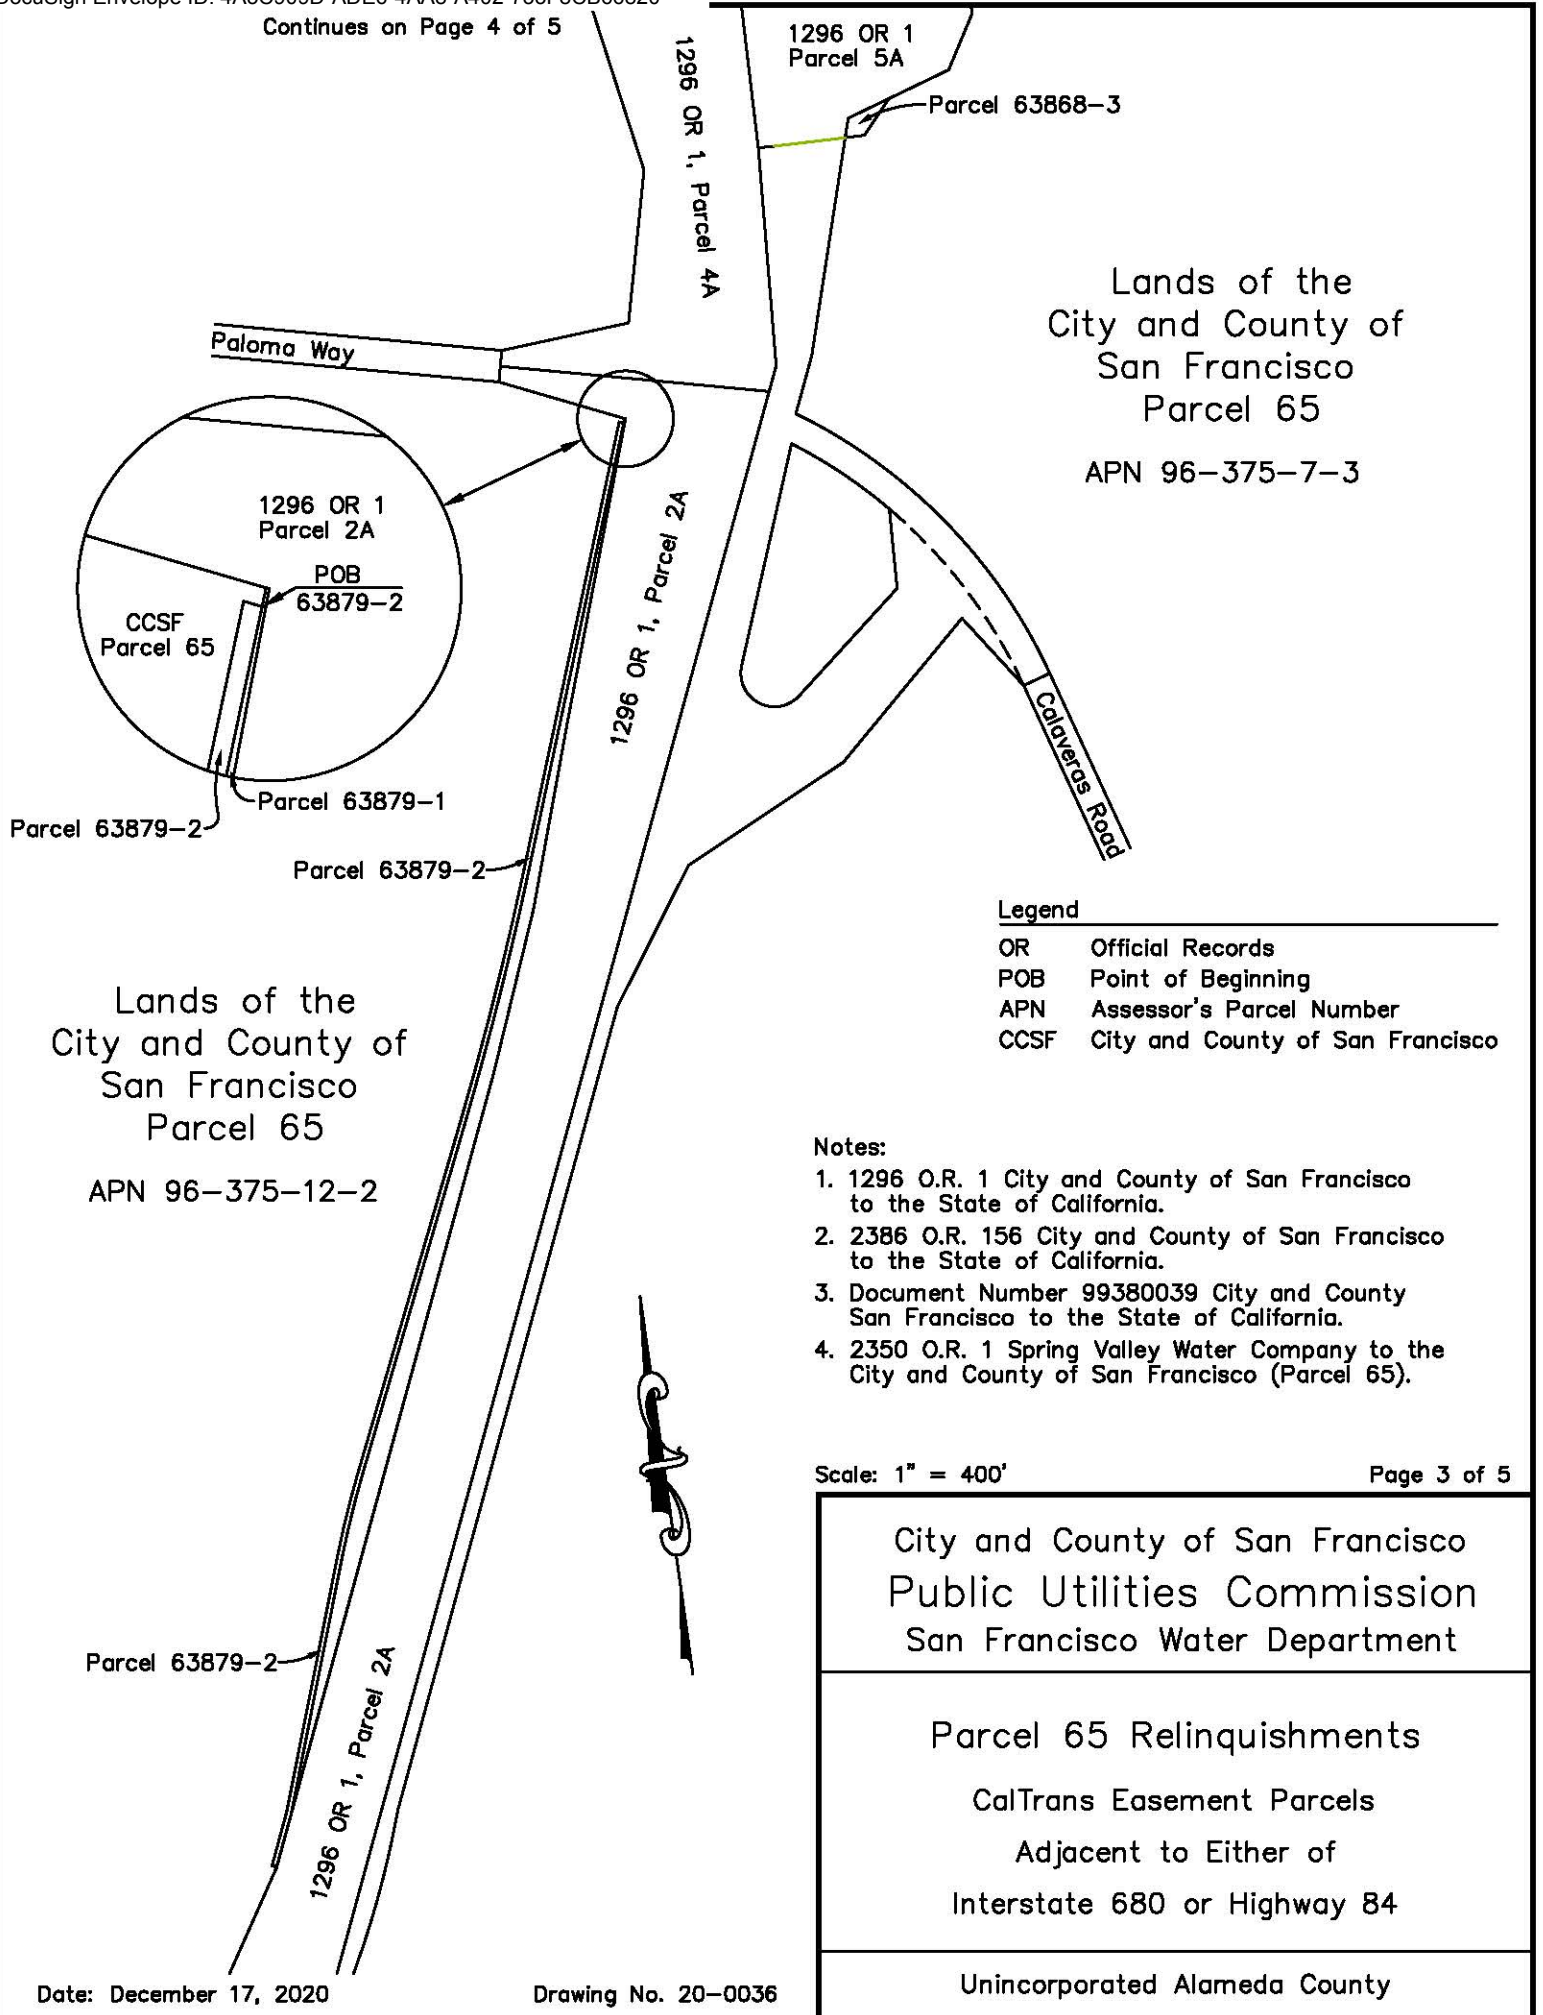 Continues on Page 4 of 5
1296 OR 1
Parcel 5A
Parcel 63868-3
1296 OR 1, Parcel 4A
Lands of the
City and County of
San Francisco
Parcel 65
APN 96-375-7-3
Paloma Way
1296 OR 1
Parcel 2A
POB
63879-2
CCSF
Parcel 65
1296 OR 1, Parcel 2A
Calaveras Road
Parcel 63879-1
Parcel 63879-2
Parcel 63879-2
Legend
OR Official Records
POB Point of Beginning
APN Assessor's Parcel Number
CCSF City and County of San Francisco
Lands of the
City and County of
San Francisco
Parcel 65
APN 96-375-12-2
Notes:
1. 1296 O.R. 1 City and County of San Francisco
to the State of California.
2. 2386 O.R. 156 City and County of San Francisco
to the State of California.
3. Document Number 99380039 City and County
San Francisco to the State of California.
4. 2350 O.R. 1 Spring Valley Water Company to the
City and County of San Francisco (Parcel 65).
Scale: 1" = 400'
Page 3 of 5
City and County of San Francisco
Public Utilities Commission
San Francisco Water Department
Parcel 63879-2
1296 OR 1, Parcel 2A
Parcel 65 Relinquishments
CalTrans Easement Parcels
Adjacent to Either of
Interstate 680 or Highway 84
Unincorporated Alameda County
Date: December 17, 2020
Drawing No. 20-0036